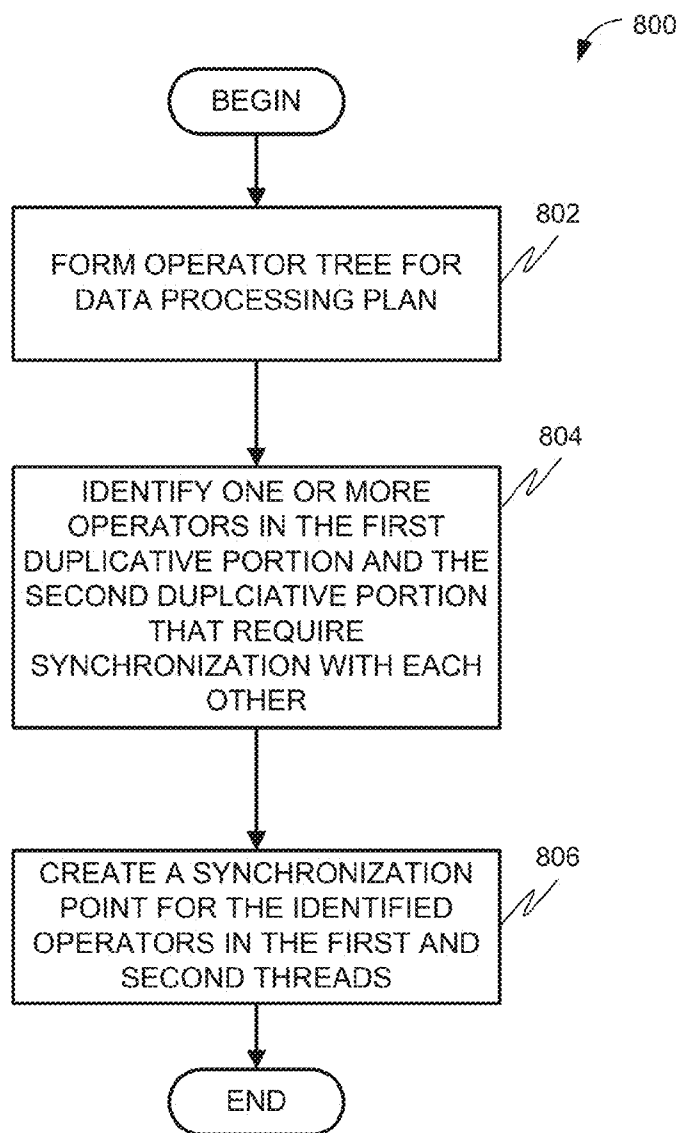 800
BEGIN
802
FORM OPERATOR TREE FOR
DATA PROCESSING PLAN
804
IDENTIFY ONE OR MORE
OPERATORS IN THE FIRST
DUPLICATIVE PORTION AND THE
SECOND DUPLCIATIVE PORTION
THAT REQUIRE
SYNCHRONIZATION WITH EACH
OTHER
806
CREATE A SYNCHRONIZATION
POINT FOR THE IDENTIFIED
OPERATORS IN THE FIRST AND
SECOND THREADS
END